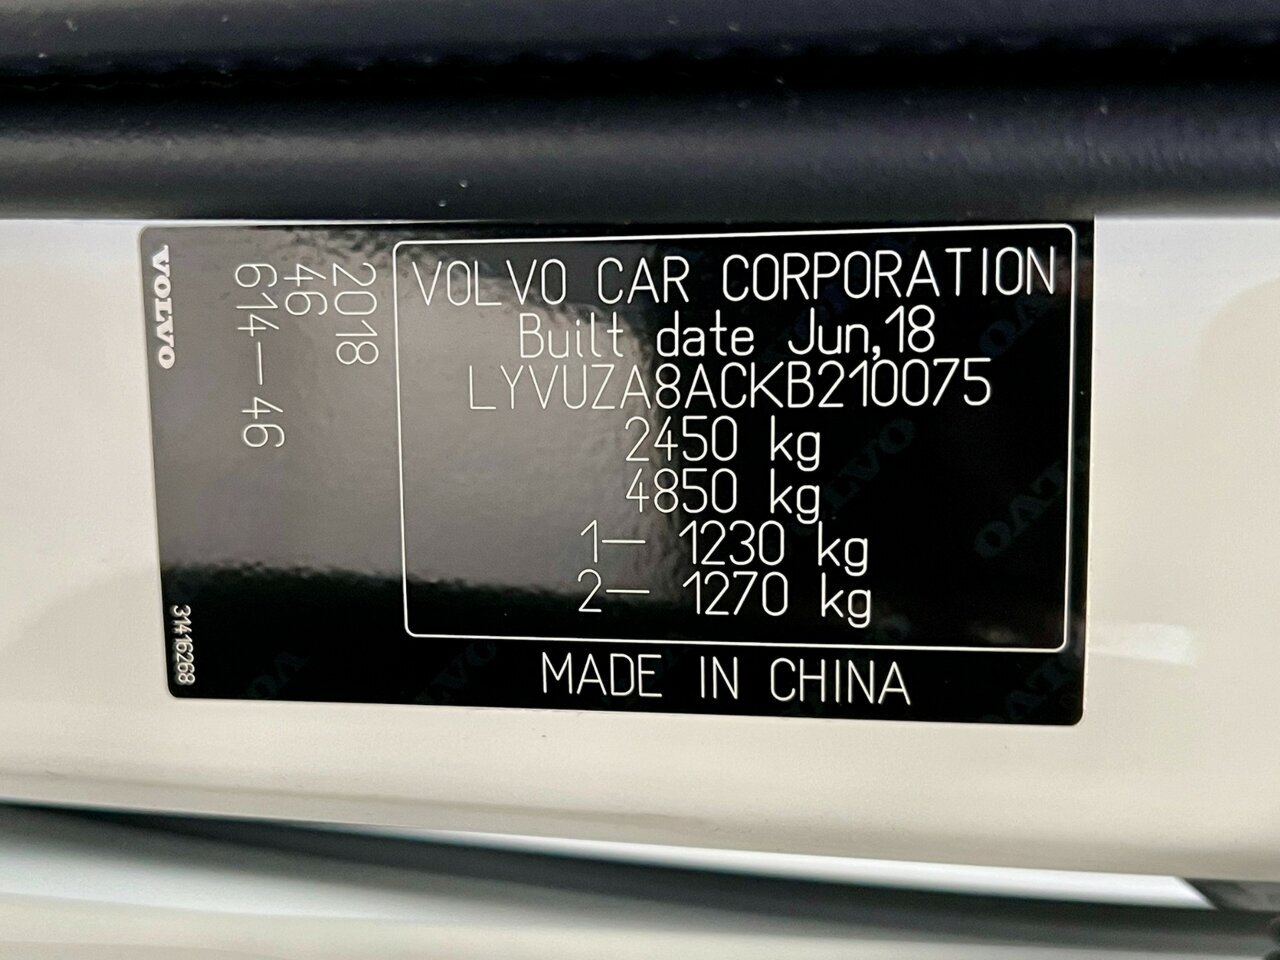 VOLVO
2018
46
614-46
31416268
VOLVO CAR CORPORATION
Built date Jun,18
LYVUZA8ACKB210075
2450 kg
4850 kg
1- 1230 kg
2- 1270 kg
MADE IN CHINA